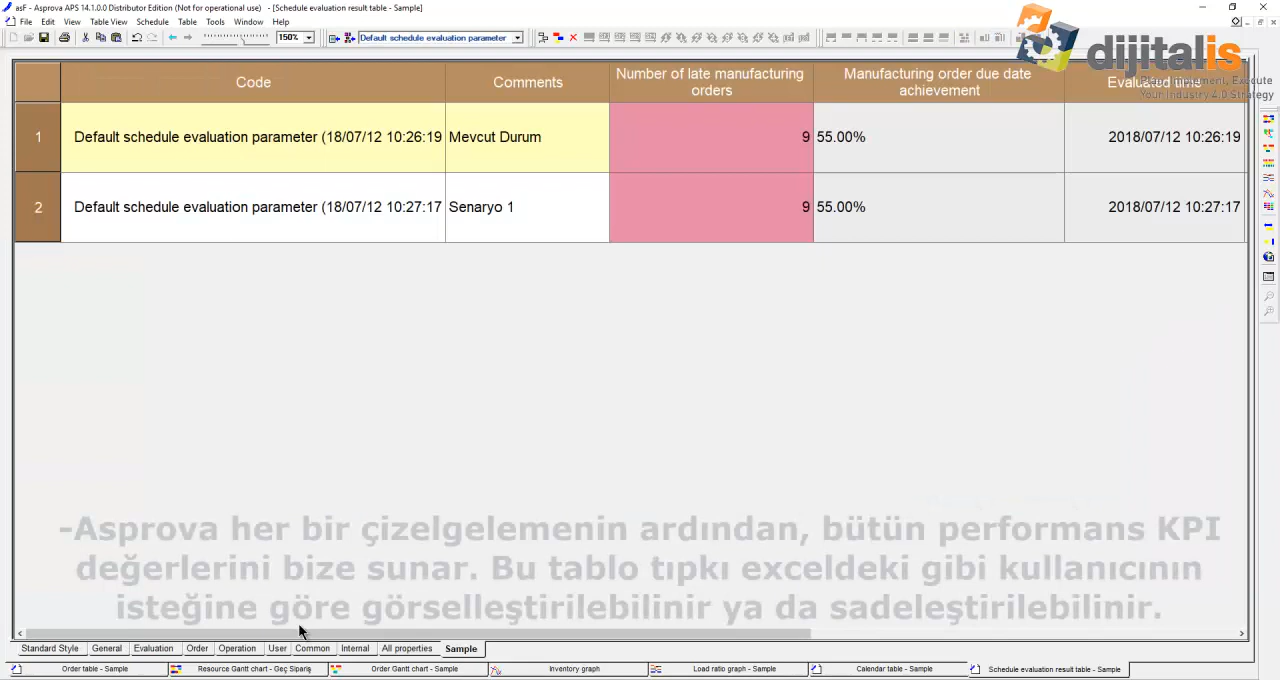 asF - Asprova APS 14.1.0.0 Distributor Edition (Not for operational use) - [Schedule evaluation result table - Sample]
File Edit View Table View Schedule Table Tools Window Help
150% Default schedule evaluation parameter
dijitalis
Plan, Implement, Execute
Your Industry 4.0 Strategy
Code Comments Number of late manufacturing orders Manufacturing order due date achievement Evaluated time
1 Default schedule evaluation parameter (18/07/12 10:26:19 Mevcut Durum 9 55.00% 2018/07/12 10:26:19
2 Default schedule evaluation parameter (18/07/12 10:27:17 Senaryo 1 9 55.00% 2018/07/12 10:27:17
-Asprova her bir çizelgelemenin ardından, bütün performans KPI
değerlerini bize sunar. Bu tablo tıpkı exceldeki gibi kullanıcının
isteğine göre görselleştirilebilinir ya da sadeleştirilebilinir.
Standard Style General Evaluation Order Operation User Common Internal All properties Sample
Order table - Sample Resource Gantt chart - Geç Sipariş Order Gantt chart - Sample Inventory graph Load ratio graph - Sample Calendar table - Sample Schedule evaluation result table - Sample